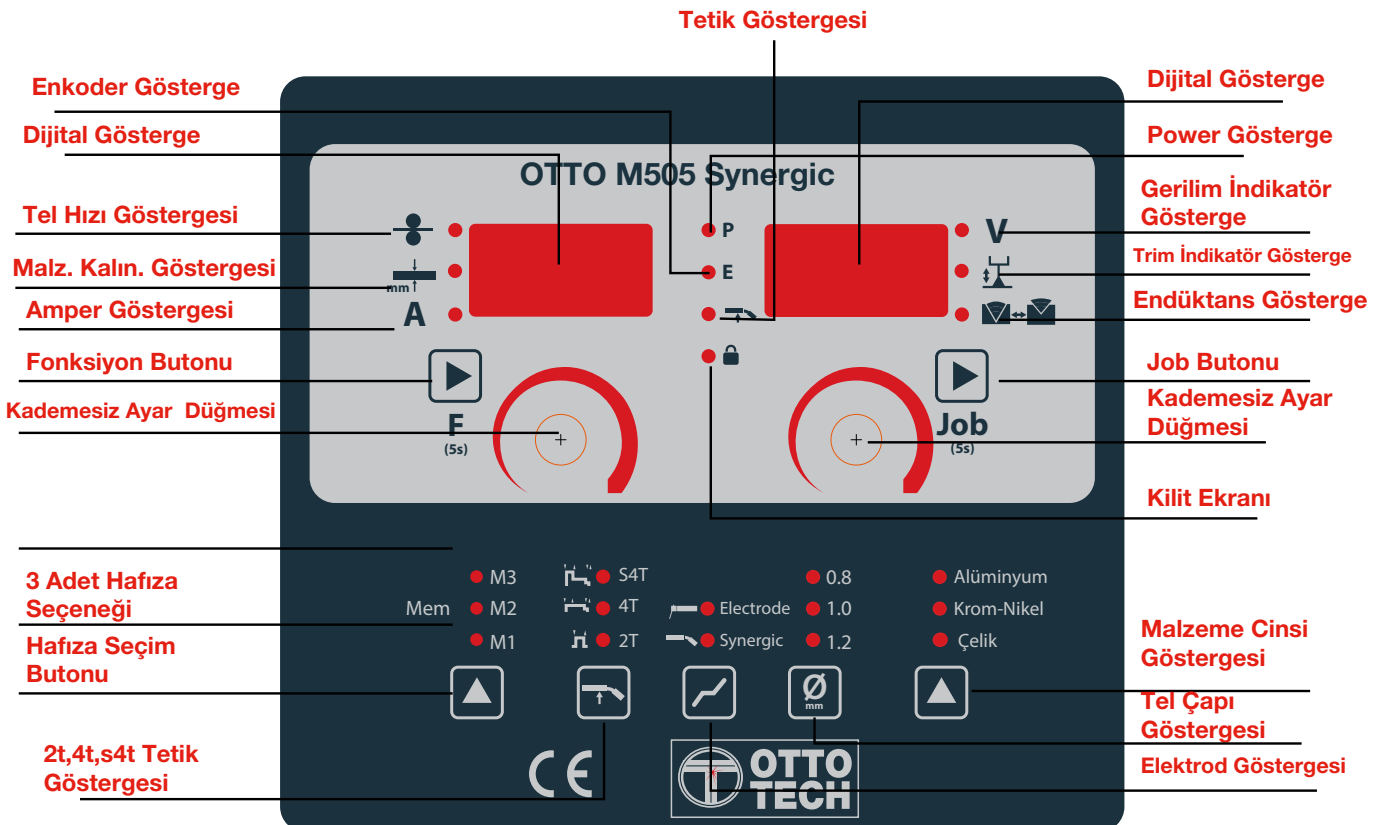 Tetik Göstergesi
Enkoder Gösterge
Dijital Gösterge
Dijital Gösterge
Power Gösterge
OTTO M505 Synergic
Tel Hızı Göstergesi
P
V
Gerilim İndikatör
Gösterge
Malz. Kalın. Göstergesi
mm
E
Trim İndikatör Gösterge
Amper Göstergesi
A
Endüktans Gösterge
Fonksiyon Butonu
Job Butonu
Kademesiz Ayar Düğmesi
F
(5s)
Job
(5s)
Kademesiz Ayar
Düğmesi
Kilit Ekranı
3 Adet Hafıza
Seçeneği
Mem
M3
M2
M1
S4T
4T
2T
Electrode
Synergic
0.8
1.0
1.2
Alüminyum
Krom-Nikel
Çelik
Hafıza Seçim
Butonu
Malzeme Cinsi
Göstergesi
Ø
mm
Tel Çapı
Göstergesi
2t,4t,s4t Tetik
Göstergesi
CE
OTTO
TECH
Elektrod Göstergesi